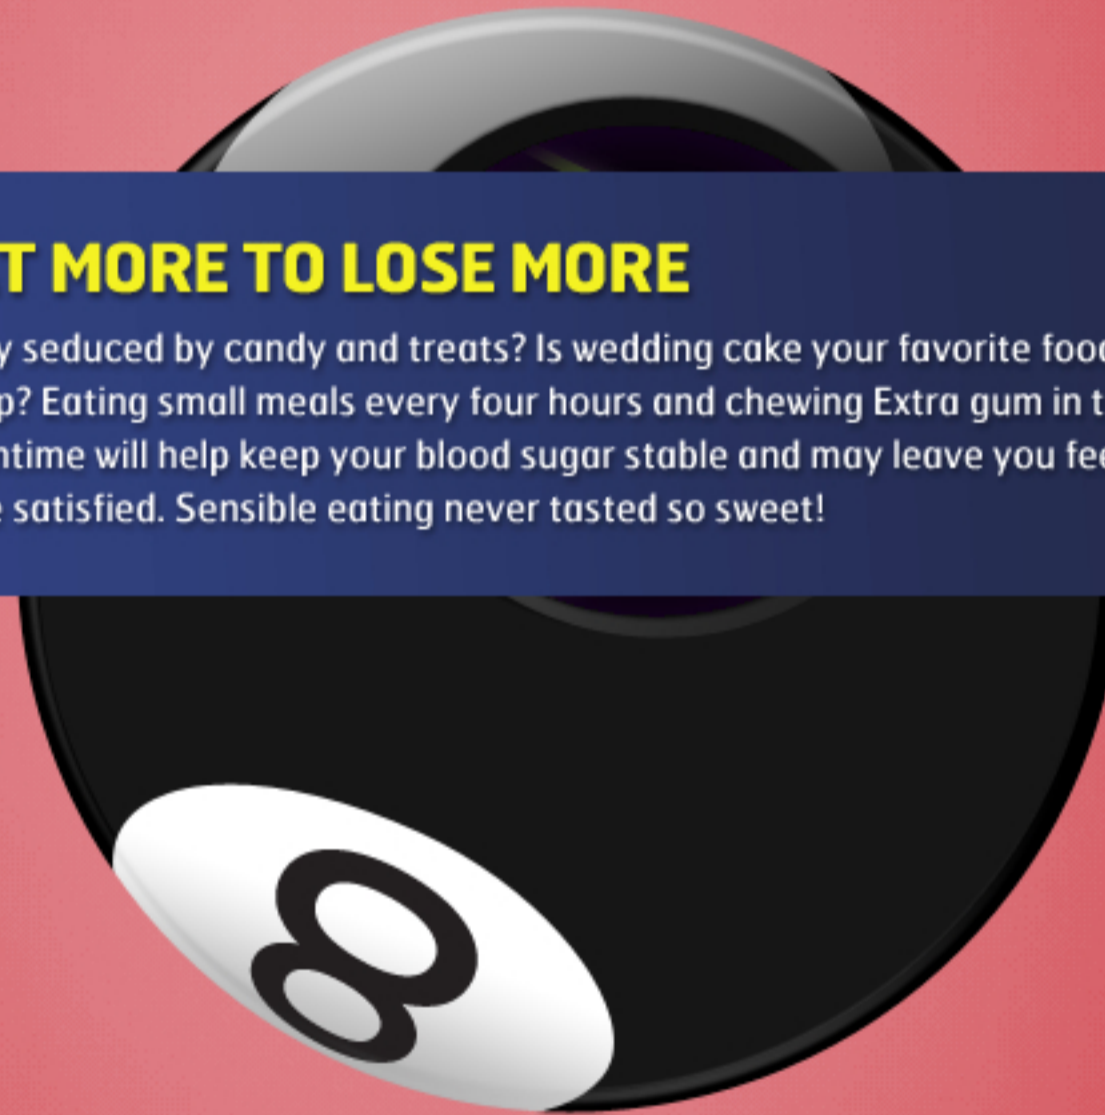 T MORE TO LOSE MORE
y seduced by candy and treats? Is wedding cake your favorite food
p? Eating small meals every four hours and chewing Extra gum in t
ntime will help keep your blood sugar stable and may leave you fee
e satisfied. Sensible eating never tasted so sweet!
8